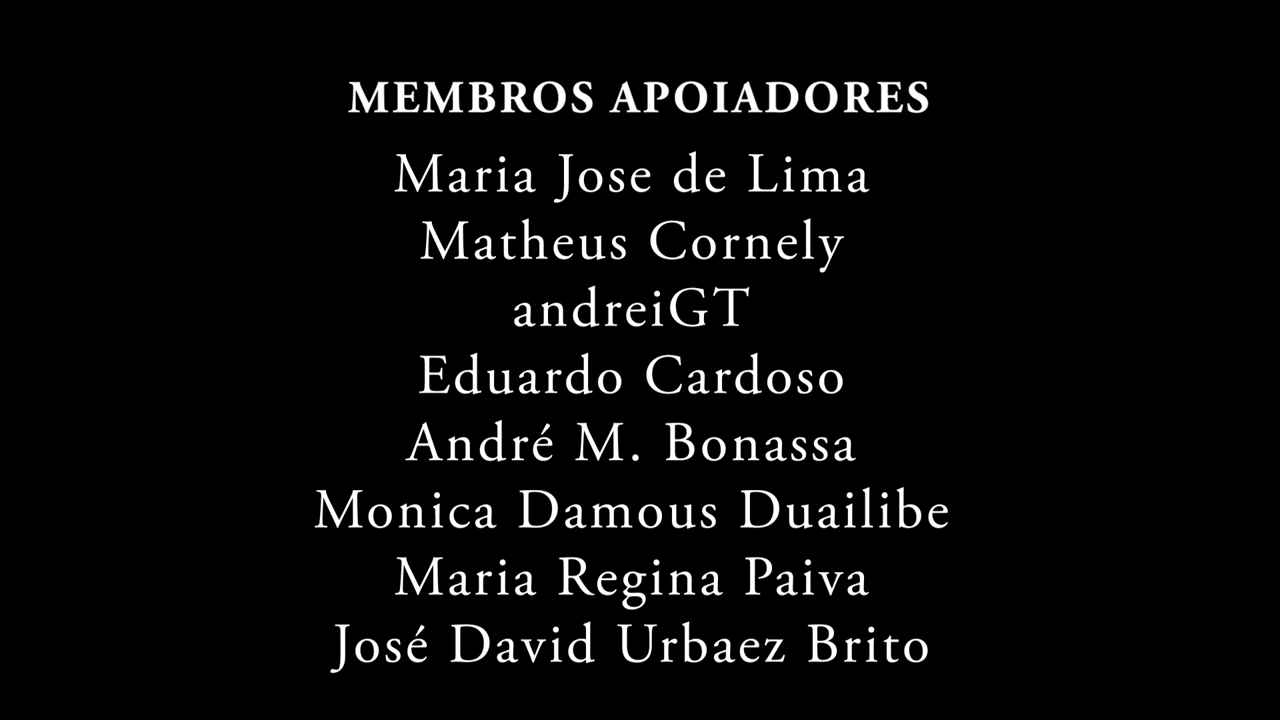 MEMBROS APOIADORES
Maria Jose de Lima
Matheus Cornely
andreiGT
Eduardo Cardoso
André M. Bonassa
Monica Damous Duailibe
Maria Regina Paiva
José David Urbaez Brito